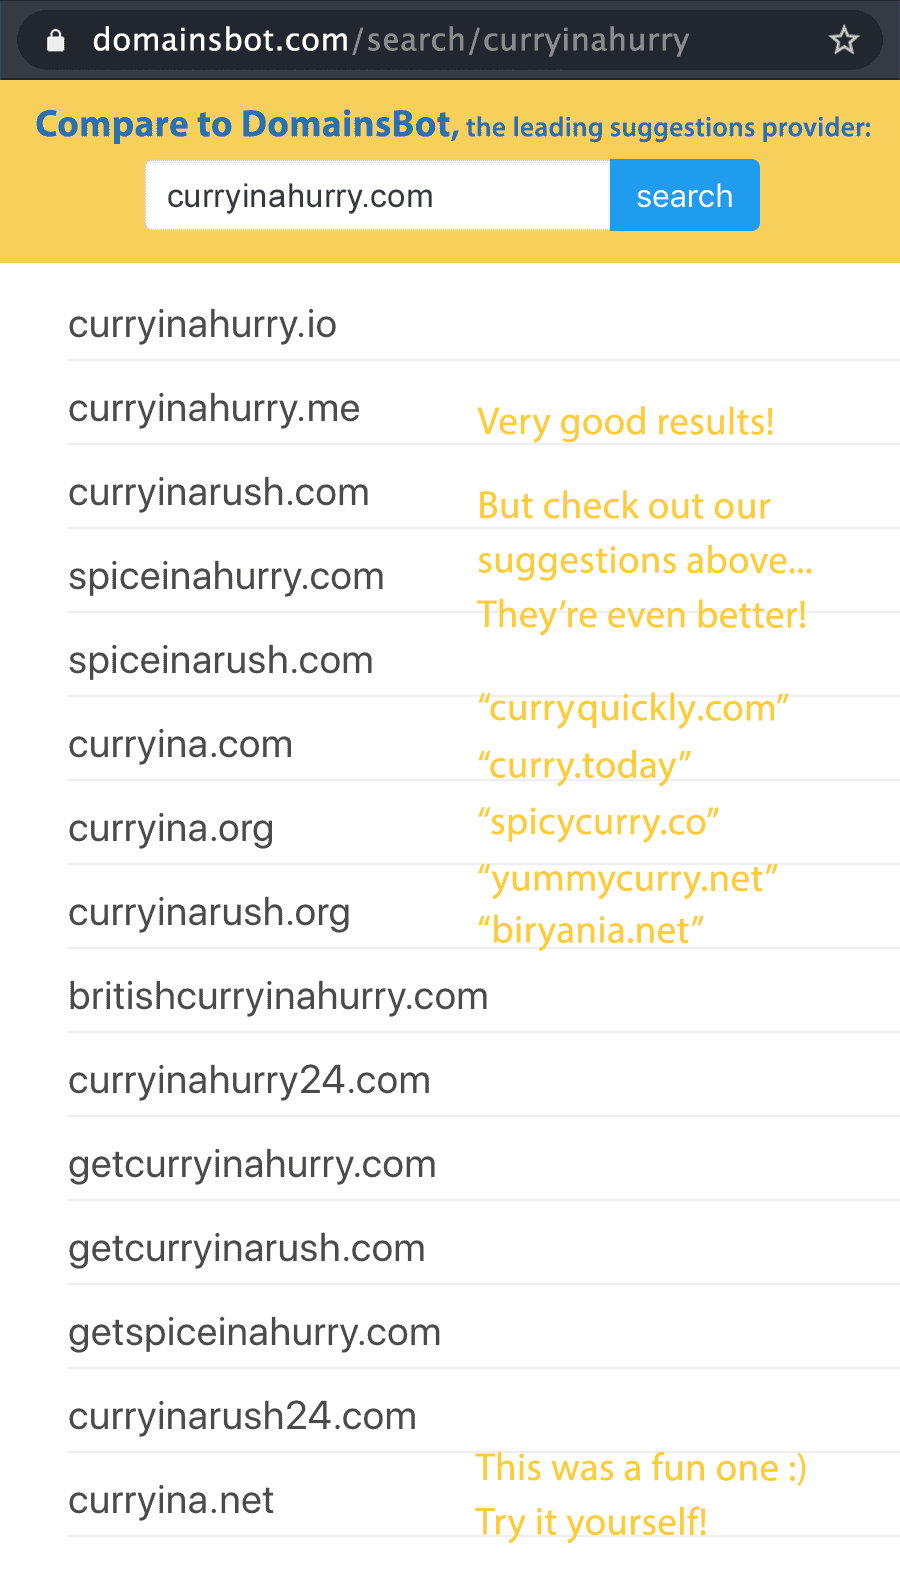 domainsbot.com/search/curryinahurry
Compare to DomainsBot, the leading suggestions provider:
curryinahurry.com search
curryinahurry.io
curryinahurry.me
Very good results!
curryinarush.com
But check out our
suggestions above...
spiceinahurry.com
They’re even better!
spiceinarush.com
“curryquickly.com”
curryina.com
“curry.today”
curryina.org
“spicycurry.co”
“yummycurry.net”
curryinarush.org
“biryania.net”
britishcurryinahurry.com
curryinahurry24.com
getcurryinahurry.com
getcurryinarush.com
getspiceinahurry.com
curryinarush24.com
This was a fun one :)
curryina.net
Try it yourself!